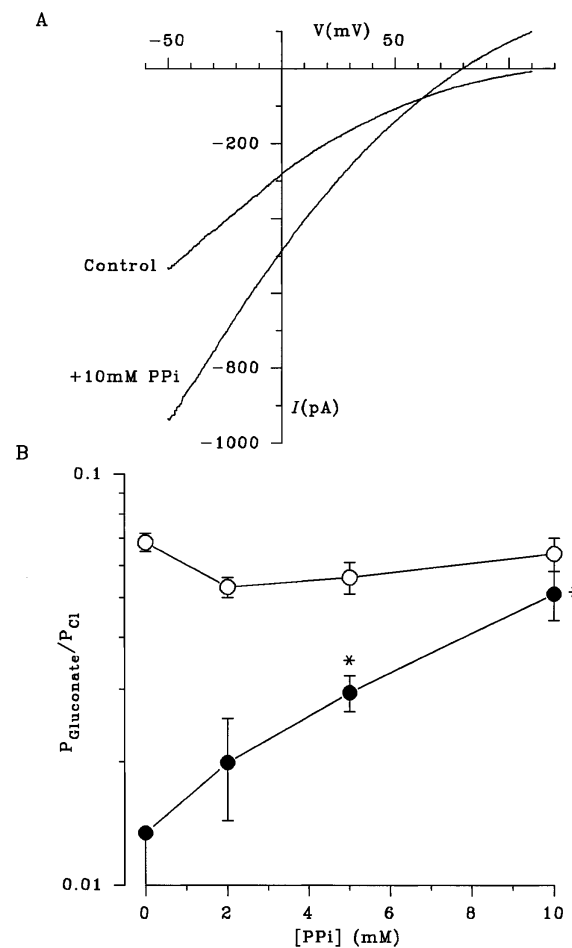 A
V(mV)
-50
50
-200
Control
+10mM PPi
-800
I(pA)
-1000
B
0.1
PGluconate/PCl
*
0.01
0
2
4
6
8
10
[PPi] (mM)